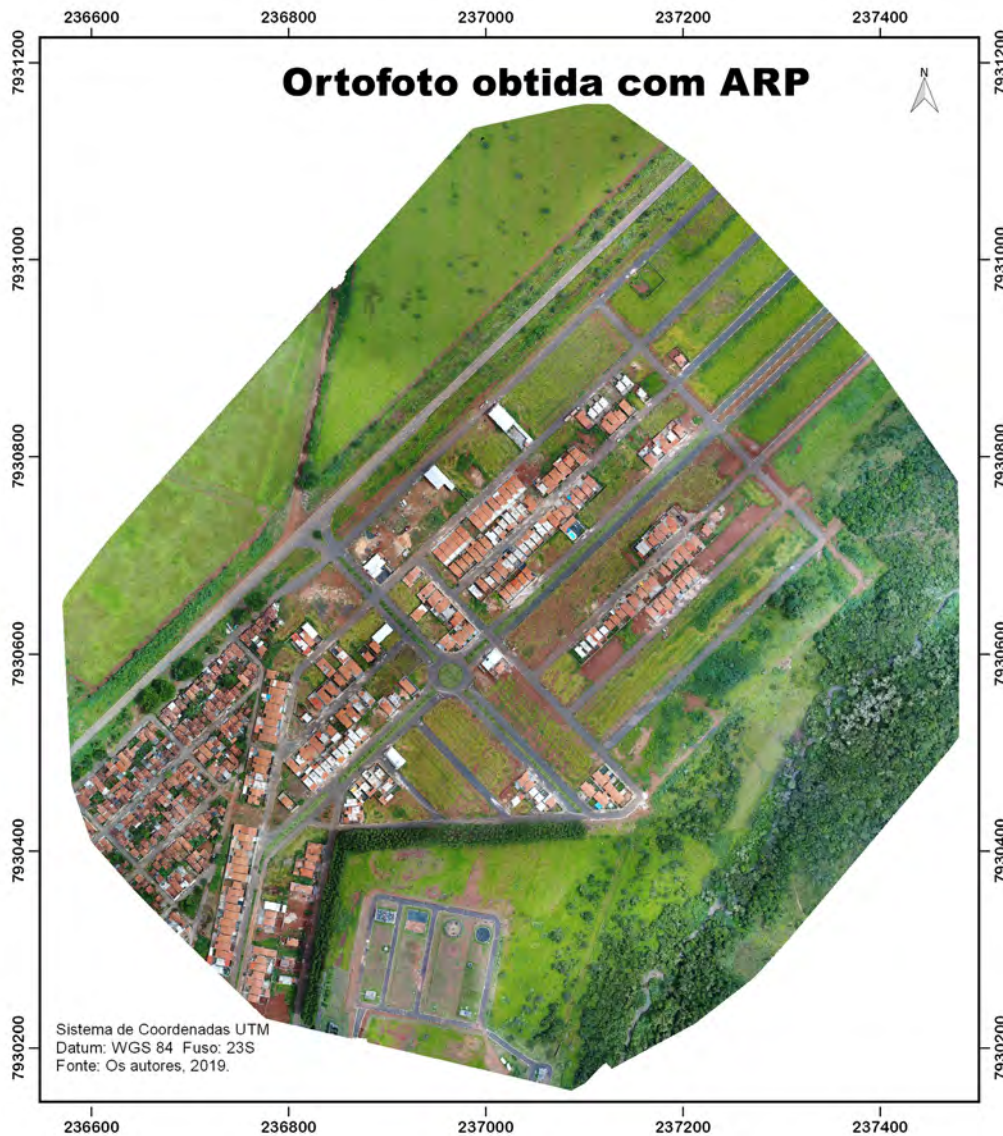 236600 236800 237000 237200 237400
7931200 7931200
Ortofoto obtida com ARP
N
7931000 7931000
7930800 7930800
7930600 7930600
7930400 7930400
7930200 7930200
Sistema de Coordenadas UTM
Datum: WGS 84 Fuso: 23S
Fonte: Os autores, 2019.
236600 236800 237000 237200 237400